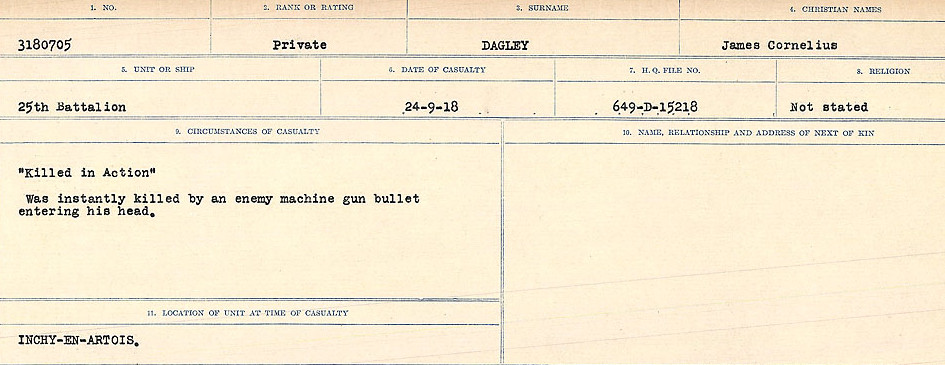 1. NO. 2. RANK OR RATING 3. SURNAME 4. CHRISTIAN NAMES
3180705 Private DAGLEY James Cornelius
5. UNIT OR SHIP 6. DATE OF CASUALTY 7. H. Q. FILE NO. 8. RELIGION
25th Battalion 24-9-18 649-D-15218 Not stated
9. CIRCUMSTANCES OF CASUALTY 10. NAME, RELATIONSHIP AND ADDRESS OF NEXT OF KIN
"Killed in Action"
Was instantly killed by an enemy machine gun bullet
entering his head.
11. LOCATION OF UNIT AT TIME OF CASUALTY
INCHY-EN-ARTOIS.